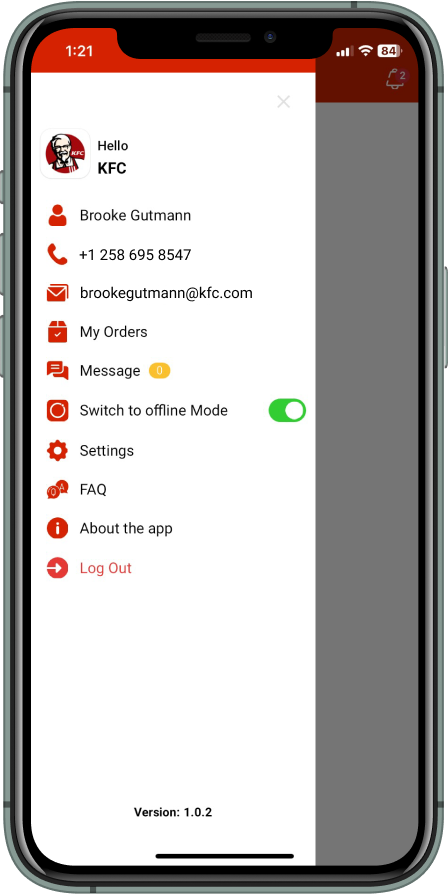 1:21
84
2
Hello
KFC
KFC
Brooke Gutmann
+1 258 695 8547
brookegutmann@kfc.com
My Orders
Message 0
Switch to offline Mode
Settings
Q A
FAQ
About the app
Log Out
Version: 1.0.2